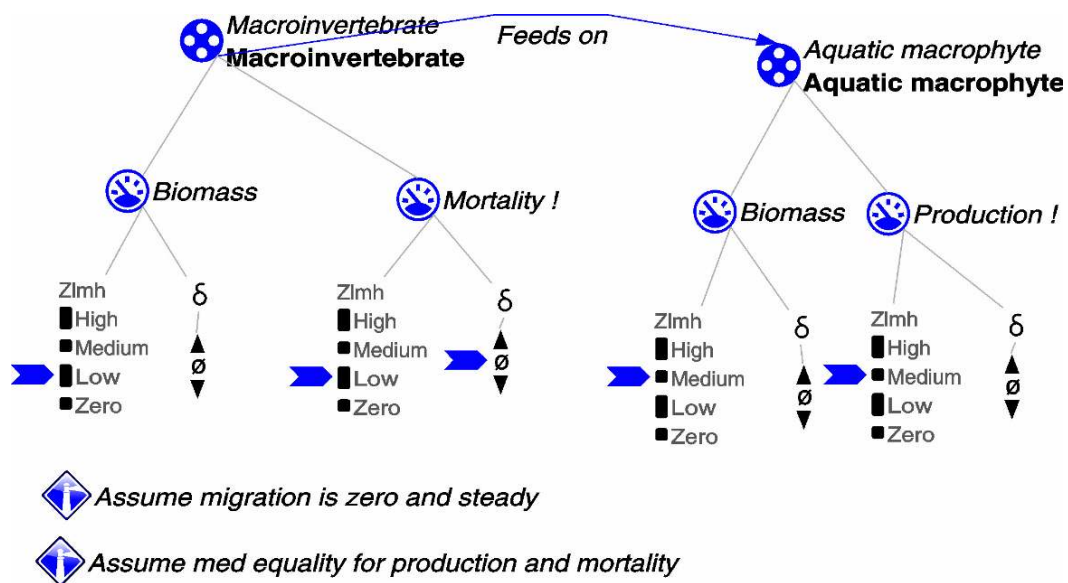 Macroinvertebrate
Macroinvertebrate
Feeds on
Aquatic macrophyte
Aquatic macrophyte
Biomass
Mortality !
Biomass
Production !
Zlmh
High
Medium
Low
Zero
δ
ø
Zlmh
High
Medium
Low
Zero
δ
ø
Zlmh
High
Medium
Low
Zero
δ
ø
Zlmh
High
Medium
Low
Zero
δ
ø
Assume migration is zero and steady
Assume med equality for production and mortality